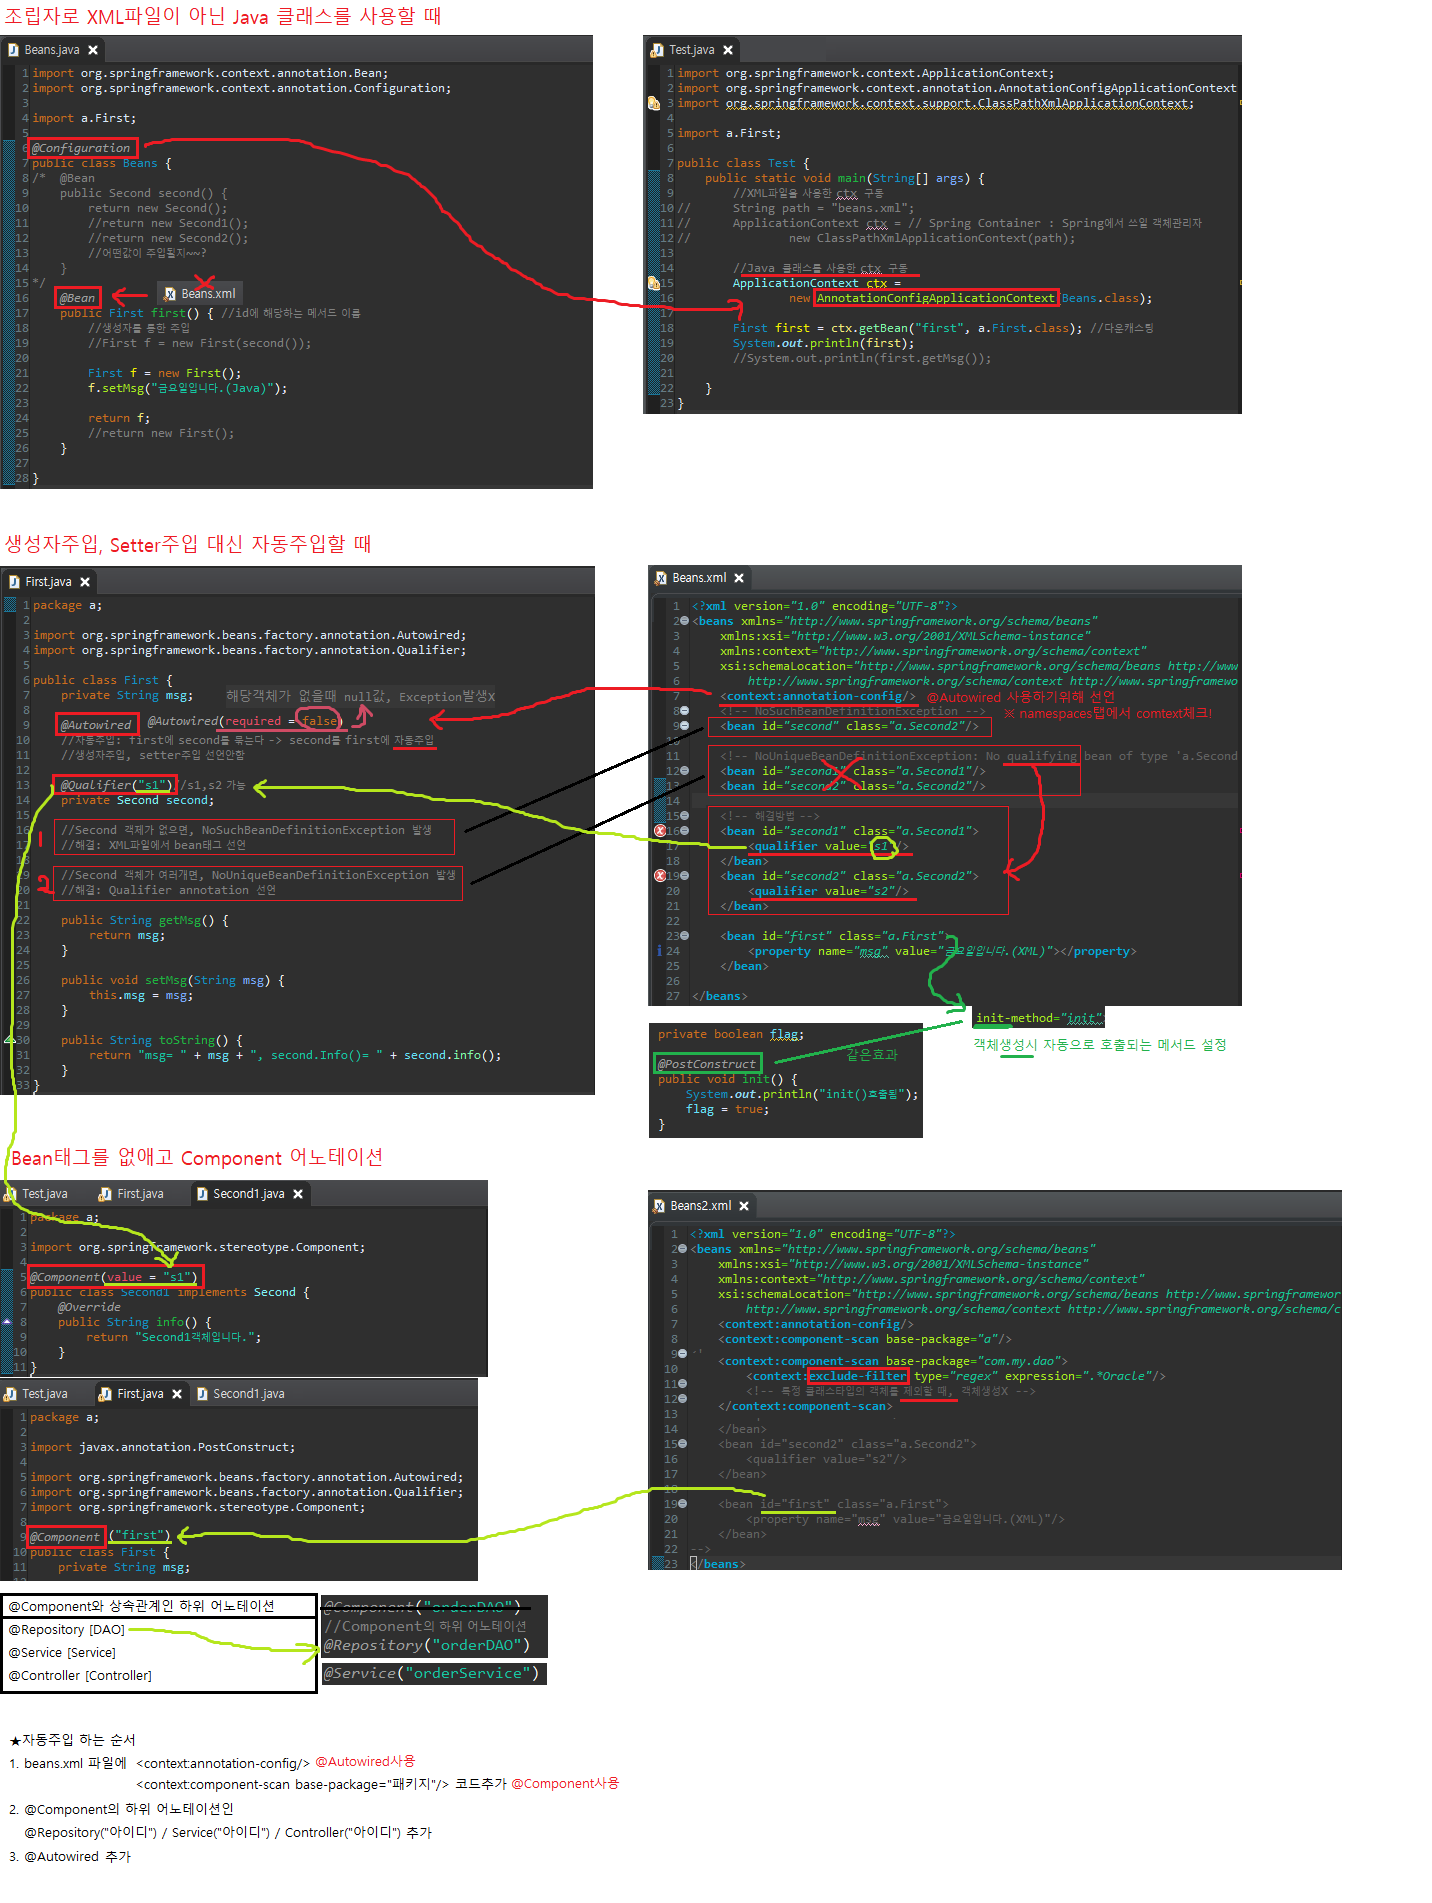 조립자로 XML파일이 아닌 Java 클래스를 사용할 때
Beans.java
1 import org.springframework.context.annotation.Bean;
2 import org.springframework.context.annotation.Configuration;
3
4 import a.First;
5
6 @Configuration
7 public class Beans {
8 /* @Bean
9 public Second second() {
10 return new Second();
11 //return new Second1();
12 //return new Second2();
13 //어떤값이 주입될지~~?
14 }
15 */
16 @Bean
Beans.xml
17 public First first() { //id에 해당하는 메서드 이름
18 //생성자를 통한 주입
19 //First f = new First(second());
20
21 First f = new First();
22 f.setMsg("금요일입니다.(Java)");
23
24 return f;
25 //return new First();
26 }
27
28 }
Test.java
1 import org.springframework.context.ApplicationContext;
2 import org.springframework.context.annotation.AnnotationConfigApplicationContext
3 import org.springframework.context.support.ClassPathXmlApplicationContext;
4
5 import a.First;
6
7 public class Test {
8 public static void main(String[] args) {
9 //XML파일을 사용한 ctx 구동
10 // String path = "beans.xml";
11 // ApplicationContext ctx = // Spring Container : Spring에서 쓰일 객체관리자
12 // new ClassPathXmlApplicationContext(path);
13
14 //Java 클래스를 사용한 ctx 구동
15 ApplicationContext ctx =
16 new AnnotationConfigApplicationContext(Beans.class);
17
18 First first = ctx.getBean("first", a.First.class); //다운캐스팅
19 System.out.println(first);
20 //System.out.println(first.getMsg());
21
22 }
23 }
생성자주입, Setter주입 대신 자동주입할 때
First.java
1 package a;
2
3 import org.springframework.beans.factory.annotation.Autowired;
4 import org.springframework.beans.factory.annotation.Qualifier;
5
6 public class First {
7 private String msg; 해당객체가 없을때 null값, Exception발생X
8
9 @Autowired @Autowired(required = false)
10 //자동주입: first에 second를 묶는다 -> second를 first에 자동주입
11 //생성자주입, setter주입 선언안함
12
13 @Qualifier("s1")//s1,s2 가능
14 private Second second;
15
16 //Second 객체가 없으면, NoSuchBeanDefinitionException 발생
17 //해결: XML파일에서 bean태그 선언
1
18
19 //Second 객체가 여러개면, NoUniqueBeanDefinitionException 발생
20 //해결: Qualifier annotation 선언
2
21
22 public String getMsg() {
23 return msg;
24 }
25
26 public void setMsg(String msg) {
27 this.msg = msg;
28 }
29
30 public String toString() {
31 return "msg= " + msg + ", second.Info()= " + second.info();
32 }
33 }
Beans.xml
1 <?xml version="1.0" encoding="UTF-8"?>
2 <beans xmlns="http://www.springframework.org/schema/beans"
3 xmlns:xsi="http://www.w3.org/2001/XMLSchema-instance"
4 xmlns:context="http://www.springframework.org/schema/context"
5 xsi:schemaLocation="http://www.springframework.org/schema/beans http://www
6 http://www.springframework.org/schema/context http://www.springframewo
7 <context:annotation-config/> @Autowired 사용하기위해 선언
8 <!-- NoSuchBeanDefinitionException --> ※ namespaces탭에서 comtext체크!
9 <bean id="second" class="a.Second2"/>
10
11 <!-- NoUniqueBeanDefinitionException: No qualifying bean of type 'a.Second
12 <bean id="second1" class="a.Second1"/>
13 <bean id="second2" class="a.Second2"/>
14
15 <!-- 해결방법 -->
16 <bean id="second1" class="a.Second1">
17 <qualifier value="s1"/>
18 </bean>
19 <bean id="second2" class="a.Second2">
20 <qualifier value="s2"/>
21 </bean>
22
23 <bean id="first" class="a.First">
24 <property name="msg" value="금요일입니다.(XML)"></property>
25 </bean>
26
27 </beans>
init-method="init"
객체생성시 자동으로 호출되는 메서드 설정
private boolean flag;
@PostConstruct
같은효과
public void init() {
System.out.println("init()호출됨");
flag = true;
}
Bean태그를 없애고 Component 어노테이션
Test.java First.java Second1.java
1 package a;
2
3 import org.springframework.stereotype.Component;
4
5 @Component(value = "s1")
6 public class Second1 implements Second {
7 @Override
8 public String info() {
9 return "Second1객체입니다.";
10 }
11 }
Test.java First.java Second1.java
1 package a;
2
3 import javax.annotation.PostConstruct;
4
5 import org.springframework.beans.factory.annotation.Autowired;
6 import org.springframework.beans.factory.annotation.Qualifier;
7 import org.springframework.stereotype.Component;
8
9 @Component ("first")
10 public class First {
11 private String msg;
Beans2.xml
1 <?xml version="1.0" encoding="UTF-8"?>
2 <beans xmlns="http://www.springframework.org/schema/beans"
3 xmlns:xsi="http://www.w3.org/2001/XMLSchema-instance"
4 xmlns:context="http://www.springframework.org/schema/context"
5 xsi:schemaLocation="http://www.springframework.org/schema/beans http://www.springframewor
6 http://www.springframework.org/schema/context http://www.springframework.org/schema/c
7 <context:annotation-config/>
8 <context:component-scan base-package="a"/>
9
<context:component-scan base-package="com.my.dao">
10 <context:exclude-filter type="regex" expression=".*Oracle"/>
11 <!-- 특정 클래스타입의 객체를 제외할 때, 객체생성X -->
12 </context:component-scan>
13
14 </bean>
15 <bean id="second2" class="a.Second2">
16 <qualifier value="s2"/>
17 </bean>
18
19 <bean id="first" class="a.First">
20 <property name="msg" value="금요일입니다.(XML)"/>
21 </bean>
22 -->
23 </beans>
@Component와 상속관계인 하위 어노테이션
@Repository [DAO]
@Service [Service]
@Controller [Controller]
@Component("orderDAO")
//Component의 하위 어노테이션
@Repository("orderDAO")
@Service("orderService")
★자동주입 하는 순서
1. beans.xml 파일에 <context:annotation-config/> @Autowired사용
<context:component-scan base-package="패키지"/> 코드추가 @Component사용
2. @Component의 하위 어노테이션인
@Repository("아이디") / Service("아이디") / Controller("아이디") 추가
3. @Autowired 추가